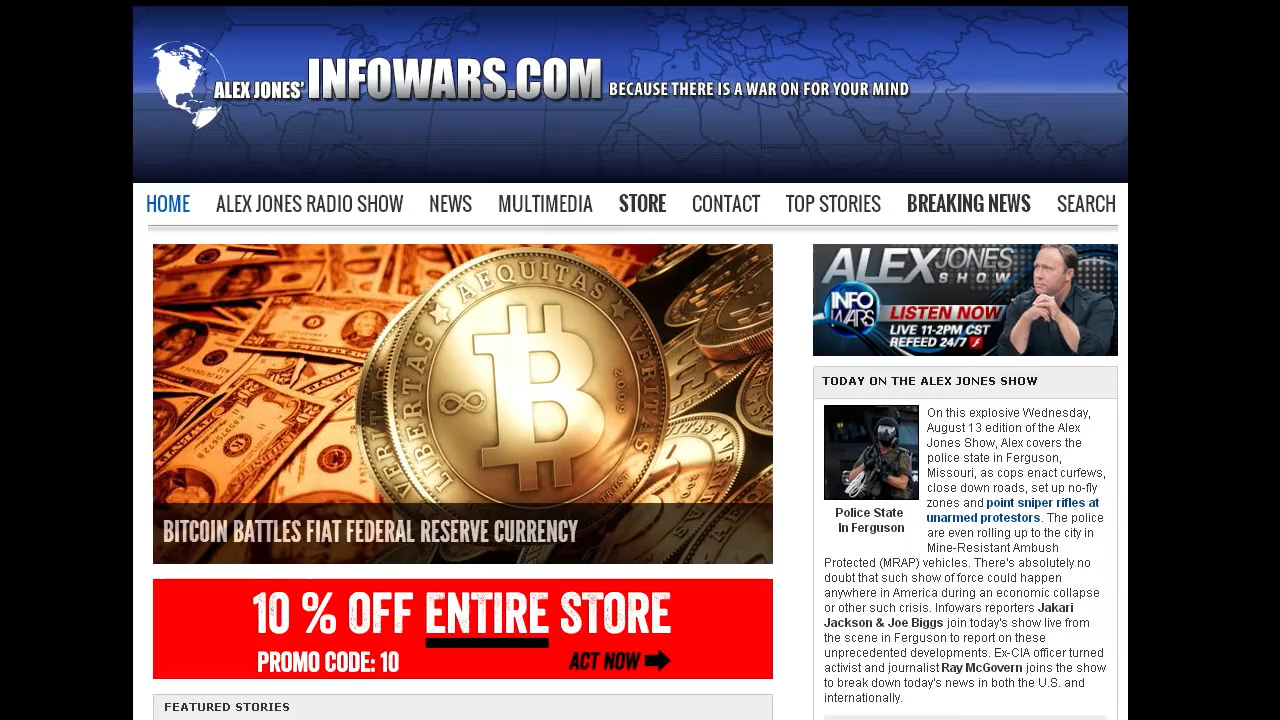 ALEX JONES' INFOWARS.COM BECAUSE THERE IS A WAR ON FOR YOUR MIND
HOME ALEX JONES RADIO SHOW NEWS MULTIMEDIA STORE CONTACT TOP STORIES BREAKING NEWS SEARCH
AEQUITAS
VERITAS
LIBERTAS
2009
BITCOIN BATTLES FIAT FEDERAL RESERVE CURRENCY
10 % OFF ENTIRE STORE
PROMO CODE: 10 ACT NOW
FEATURED STORIES
ALEX JONES
SHOW
INFO
WARS
LISTEN NOW
LIVE 11-2PM CST
REFEED 24/7
TODAY ON THE ALEX JONES SHOW
Police State
In Ferguson
On this explosive Wednesday,
August 13 edition of the Alex
Jones Show, Alex covers the
police state in Ferguson,
Missouri, as cops enact curfews,
close down roads, set up no-fly
zones and point sniper rifles at
unarmed protestors. The police
are even rolling up to the city in
Mine-Resistant Ambush
Protected (MRAP) vehicles. There's absolutely no
doubt that such show of force could happen
anywhere in America during an economic collapse
or other such crisis. Infowars reporters Jakari
Jackson & Joe Biggs join today's show live from
the scene in Ferguson to report on these
unprecedented developments. Ex-CIA officer turned
activist and journalist Ray McGovern joins the show
to break down today's news in both the U.S. and
internationally.